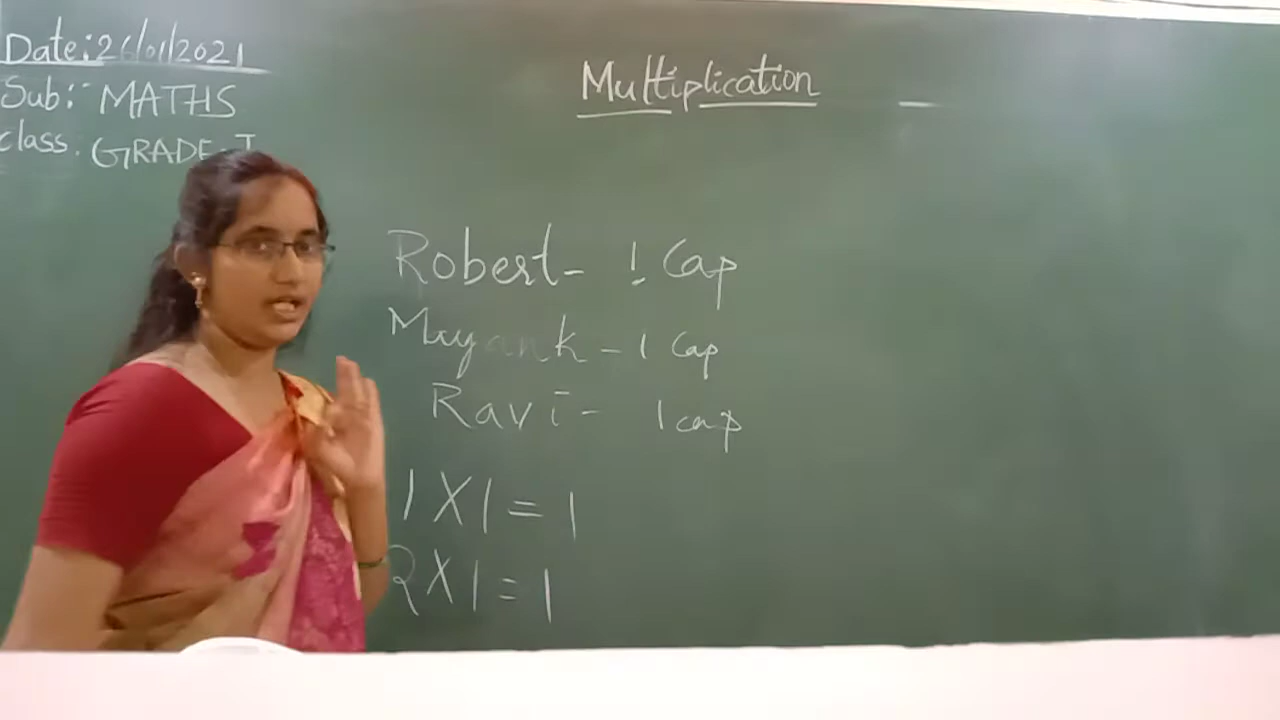 Date: 26/01/2021
Sub:- MATHS
class. GRADE-I
Multiplication
Robert- 1 Cap
Mayank - 1 Cap
Ravi- 1 cap
1 X 1 = 1
2 X 1 = 1